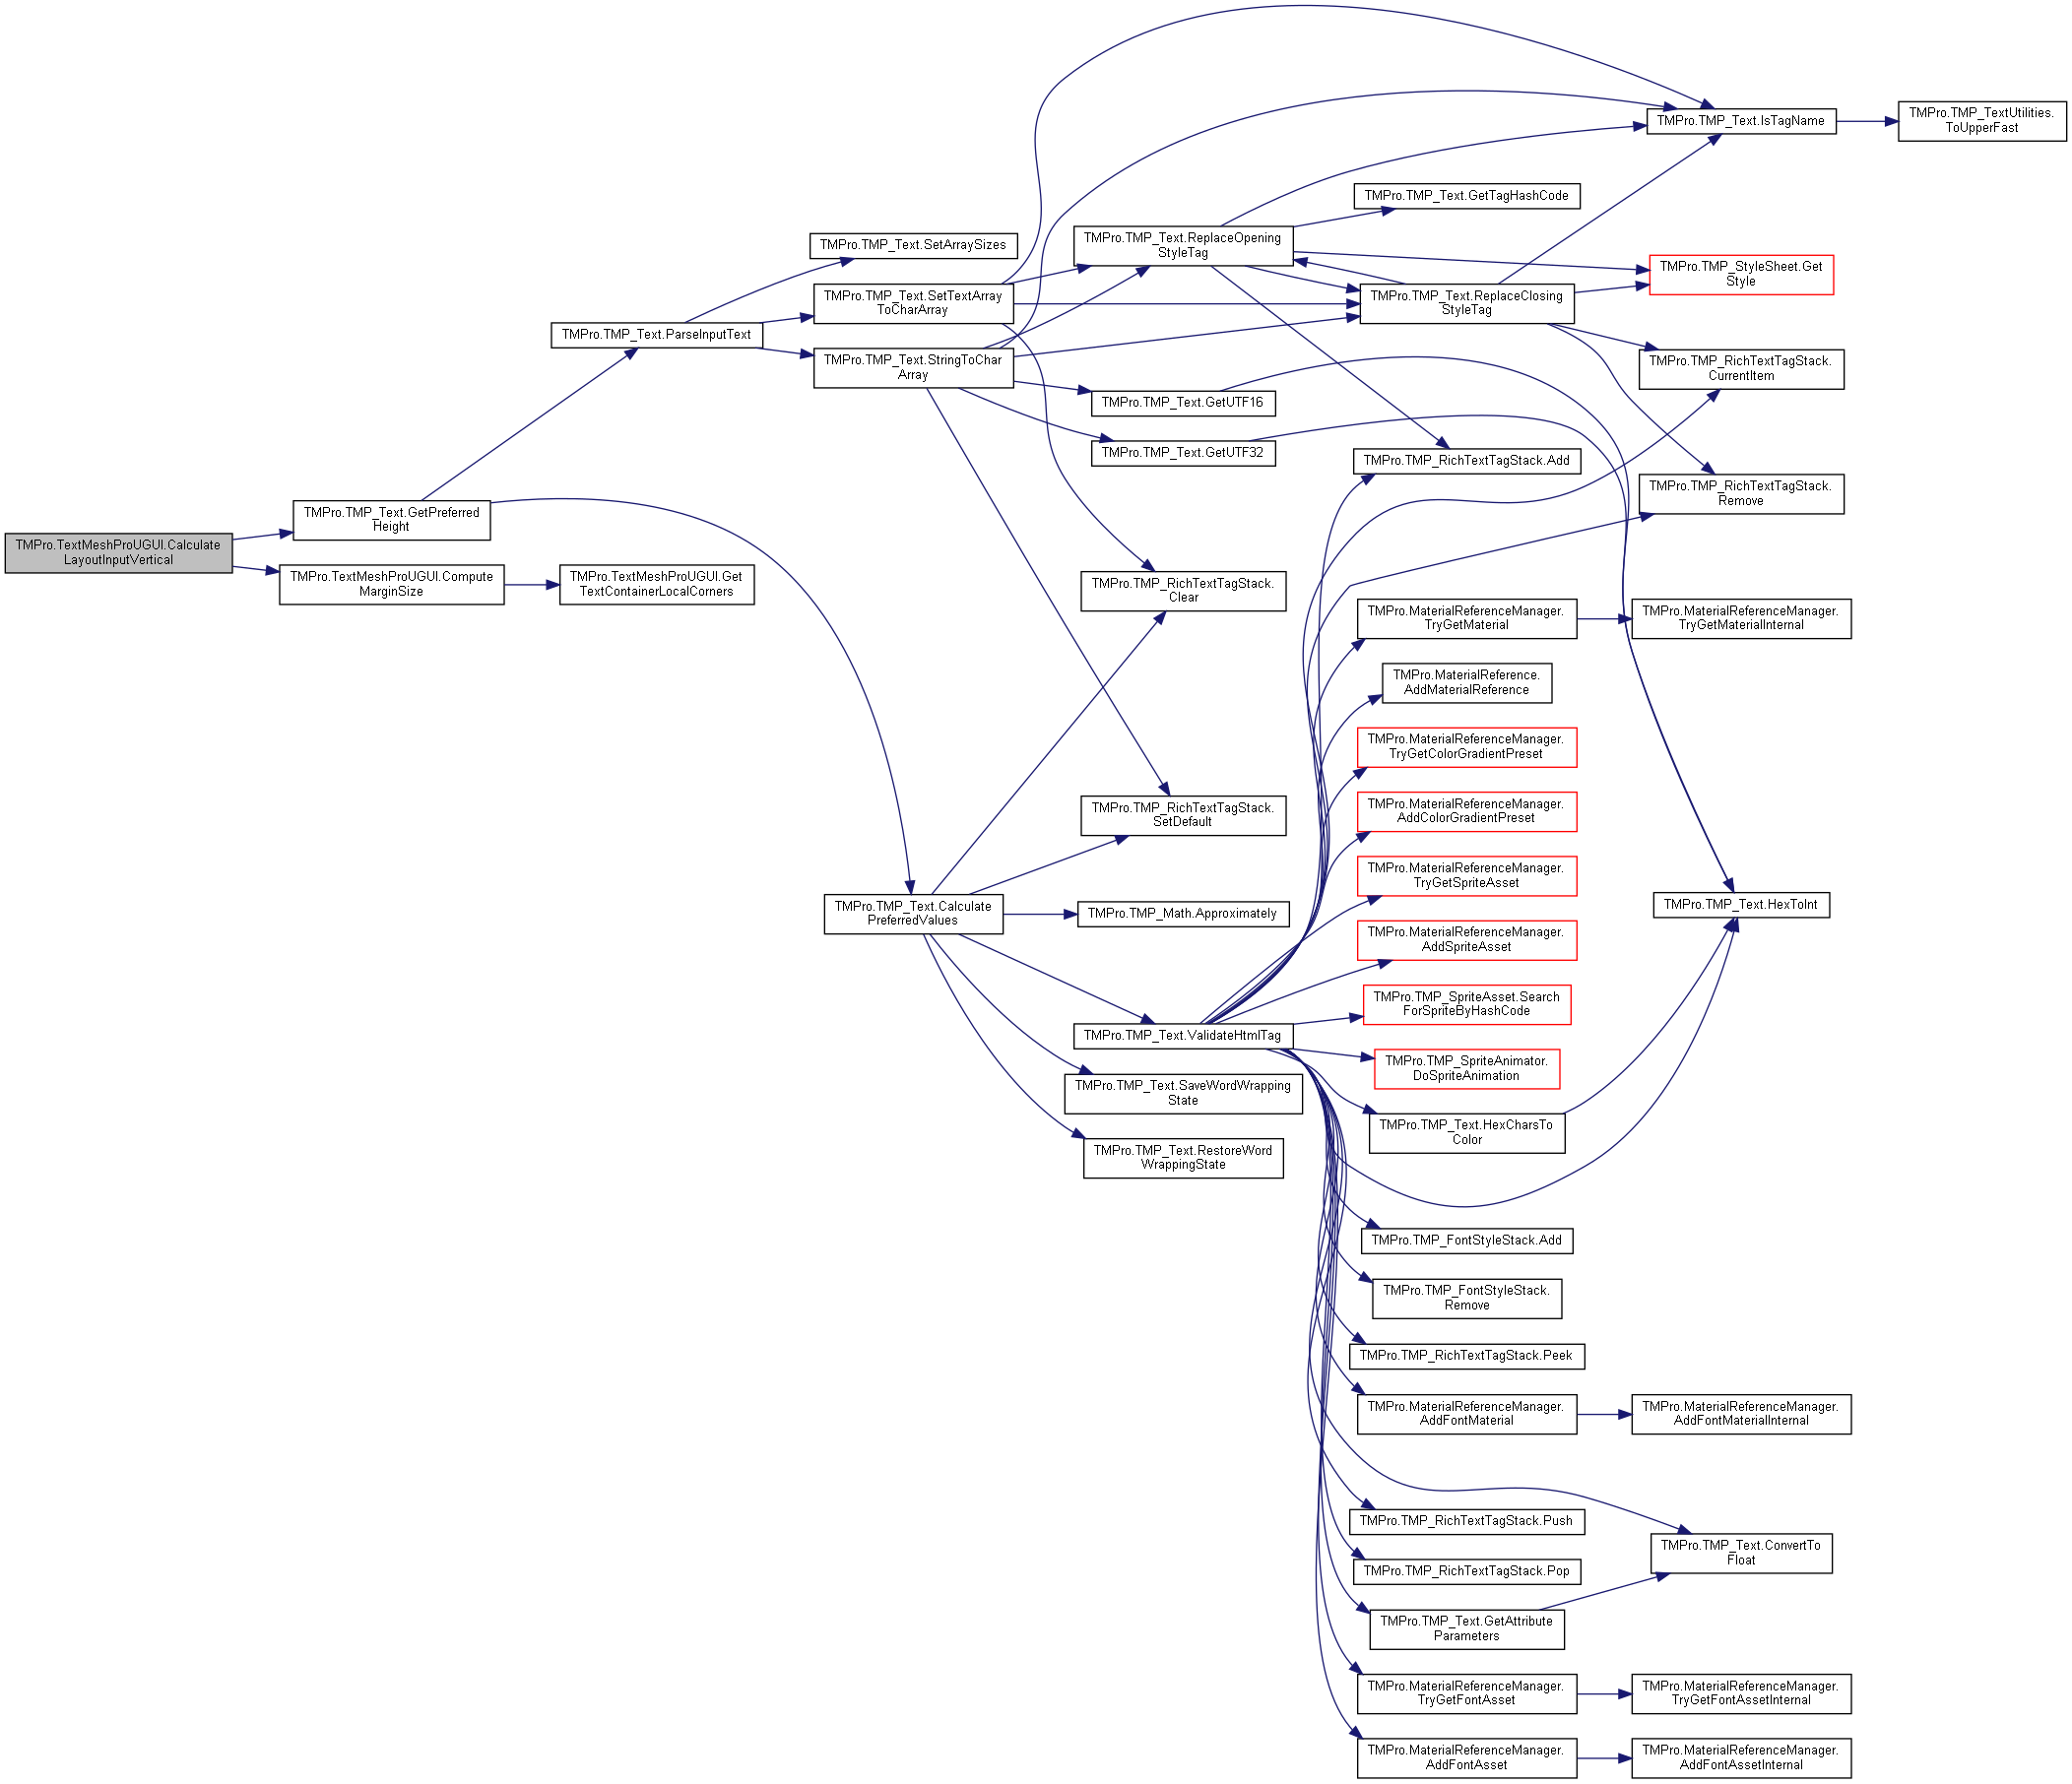 TMPro.TextMeshProUGUI.Calculate
LayoutInputVertical
TMPro.TMP_Text.GetPreferred
Height
TMPro.TextMeshProUGUI.Compute
MarginSize
TMPro.TextMeshProUGUI.Get
TextContainerLocalCorners
TMPro.TMP_Text.ParseInputText
TMPro.TMP_Text.SetArraySizes
TMPro.TMP_Text.SetTextArray
ToCharArray
TMPro.TMP_Text.StringToChar
Array
TMPro.TMP_Text.Calculate
PreferredValues
TMPro.TMP_Text.ReplaceOpening
StyleTag
TMPro.TMP_Text.GetUTF16
TMPro.TMP_Text.GetUTF32
TMPro.TMP_RichTextTagStack.
Clear
TMPro.TMP_RichTextTagStack.
SetDefault
TMPro.TMP_Math.Approximately
TMPro.TMP_Text.ValidateHtmlTag
TMPro.TMP_Text.SaveWordWrapping
State
TMPro.TMP_Text.RestoreWord
WrappingState
TMPro.TMP_Text.GetTagHashCode
TMPro.TMP_Text.ReplaceClosing
StyleTag
TMPro.TMP_RichTextTagStack.Add
TMPro.MaterialReferenceManager.
TryGetMaterial
TMPro.MaterialReference.
AddMaterialReference
TMPro.MaterialReferenceManager.
TryGetColorGradientPreset
TMPro.MaterialReferenceManager.
AddColorGradientPreset
TMPro.MaterialReferenceManager.
TryGetSpriteAsset
TMPro.MaterialReferenceManager.
AddSpriteAsset
TMPro.TMP_SpriteAsset.Search
ForSpriteByHashCode
TMPro.TMP_SpriteAnimator.
DoSpriteAnimation
TMPro.TMP_Text.HexCharsTo
Color
TMPro.TMP_FontStyleStack.Add
TMPro.TMP_FontStyleStack.
Remove
TMPro.TMP_RichTextTagStack.Peek
TMPro.MaterialReferenceManager.
AddFontMaterial
TMPro.TMP_RichTextTagStack.Push
TMPro.TMP_RichTextTagStack.Pop
TMPro.TMP_Text.GetAttribute
Parameters
TMPro.MaterialReferenceManager.
TryGetFontAsset
TMPro.MaterialReferenceManager.
AddFontAsset
TMPro.TMP_Text.IsTagName
TMPro.TMP_TextUtilities.
ToUpperFast
TMPro.TMP_StyleSheet.Get
Style
TMPro.TMP_RichTextTagStack.
CurrentItem
TMPro.TMP_RichTextTagStack.
Remove
TMPro.MaterialReferenceManager.
TryGetMaterialInternal
TMPro.TMP_Text.HexToInt
TMPro.MaterialReferenceManager.
AddFontMaterialInternal
TMPro.TMP_Text.ConvertTo
Float
TMPro.MaterialReferenceManager.
TryGetFontAssetInternal
TMPro.MaterialReferenceManager.
AddFontAssetInternal